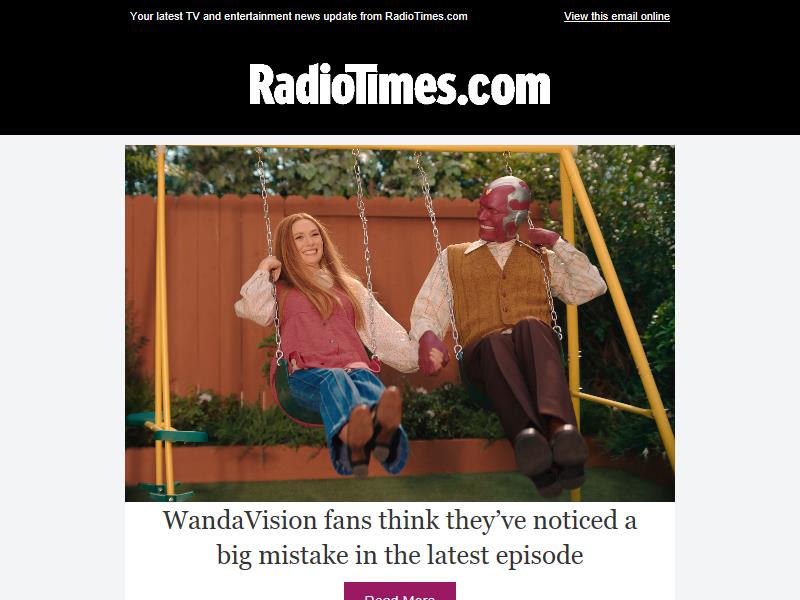 Your latest TV and entertainment news update from RadioTimes.com
View this email online
RadioTimes.com
WandaVision fans think they've noticed a
big mistake in the latest episode
Read More